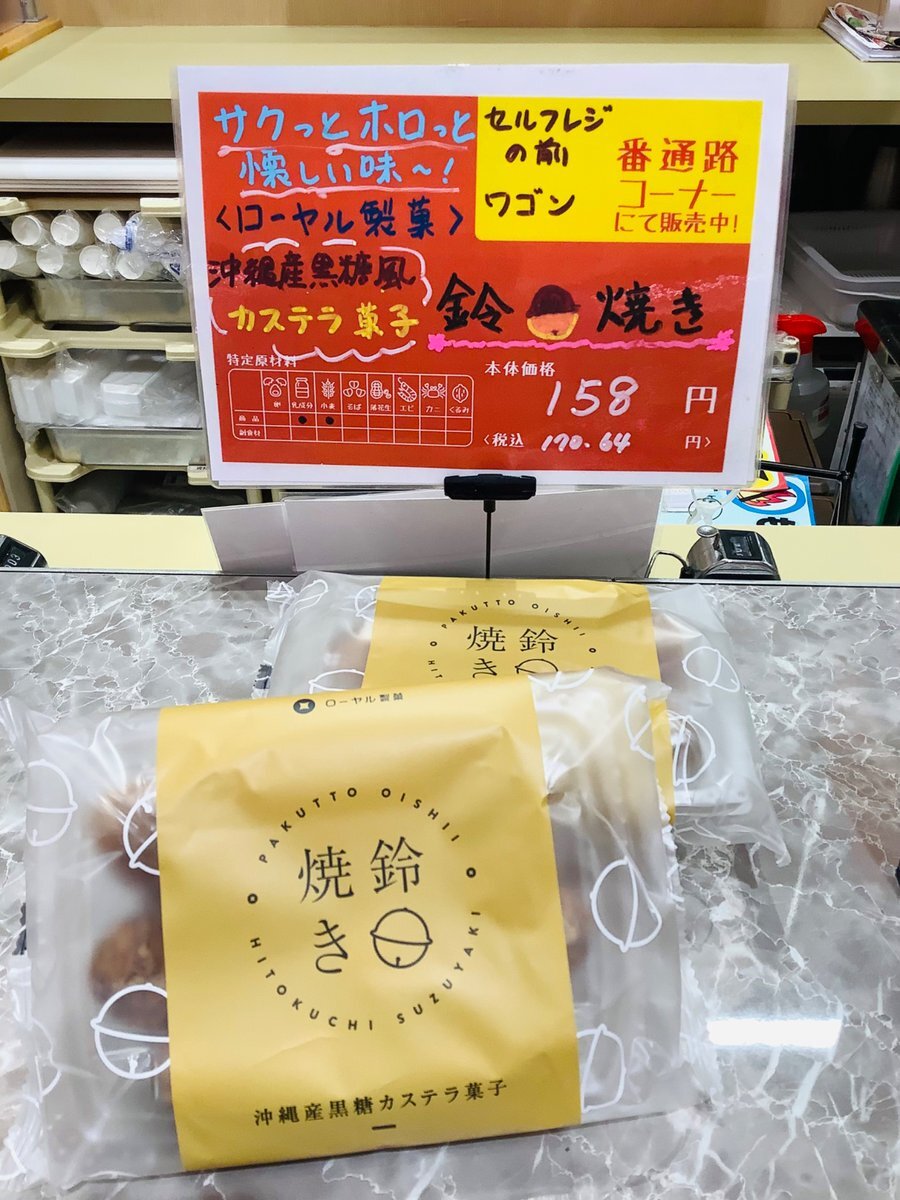 サクっとホロっと
懐しい味〜!
〈ローヤル製菓〉
沖縄産黒糖風
カステラ菓子
セルフレジ
の前
ワゴン
番通路
コーナー
にて販売中!
鈴焼き
特定原材料
卵 乳成分 小麦 そば 落花生 エビ カニ くるみ
商品 ● ●
副食材
本体価格
158 円
〈税込 170.64 円〉
PAKUTTO OISHII
鈴
焼き
ローヤル製菓
PAKUTTO OISHII
鈴
焼き
HITOKUCHI SUZUYAKI
沖縄産黒糖カステラ菓子